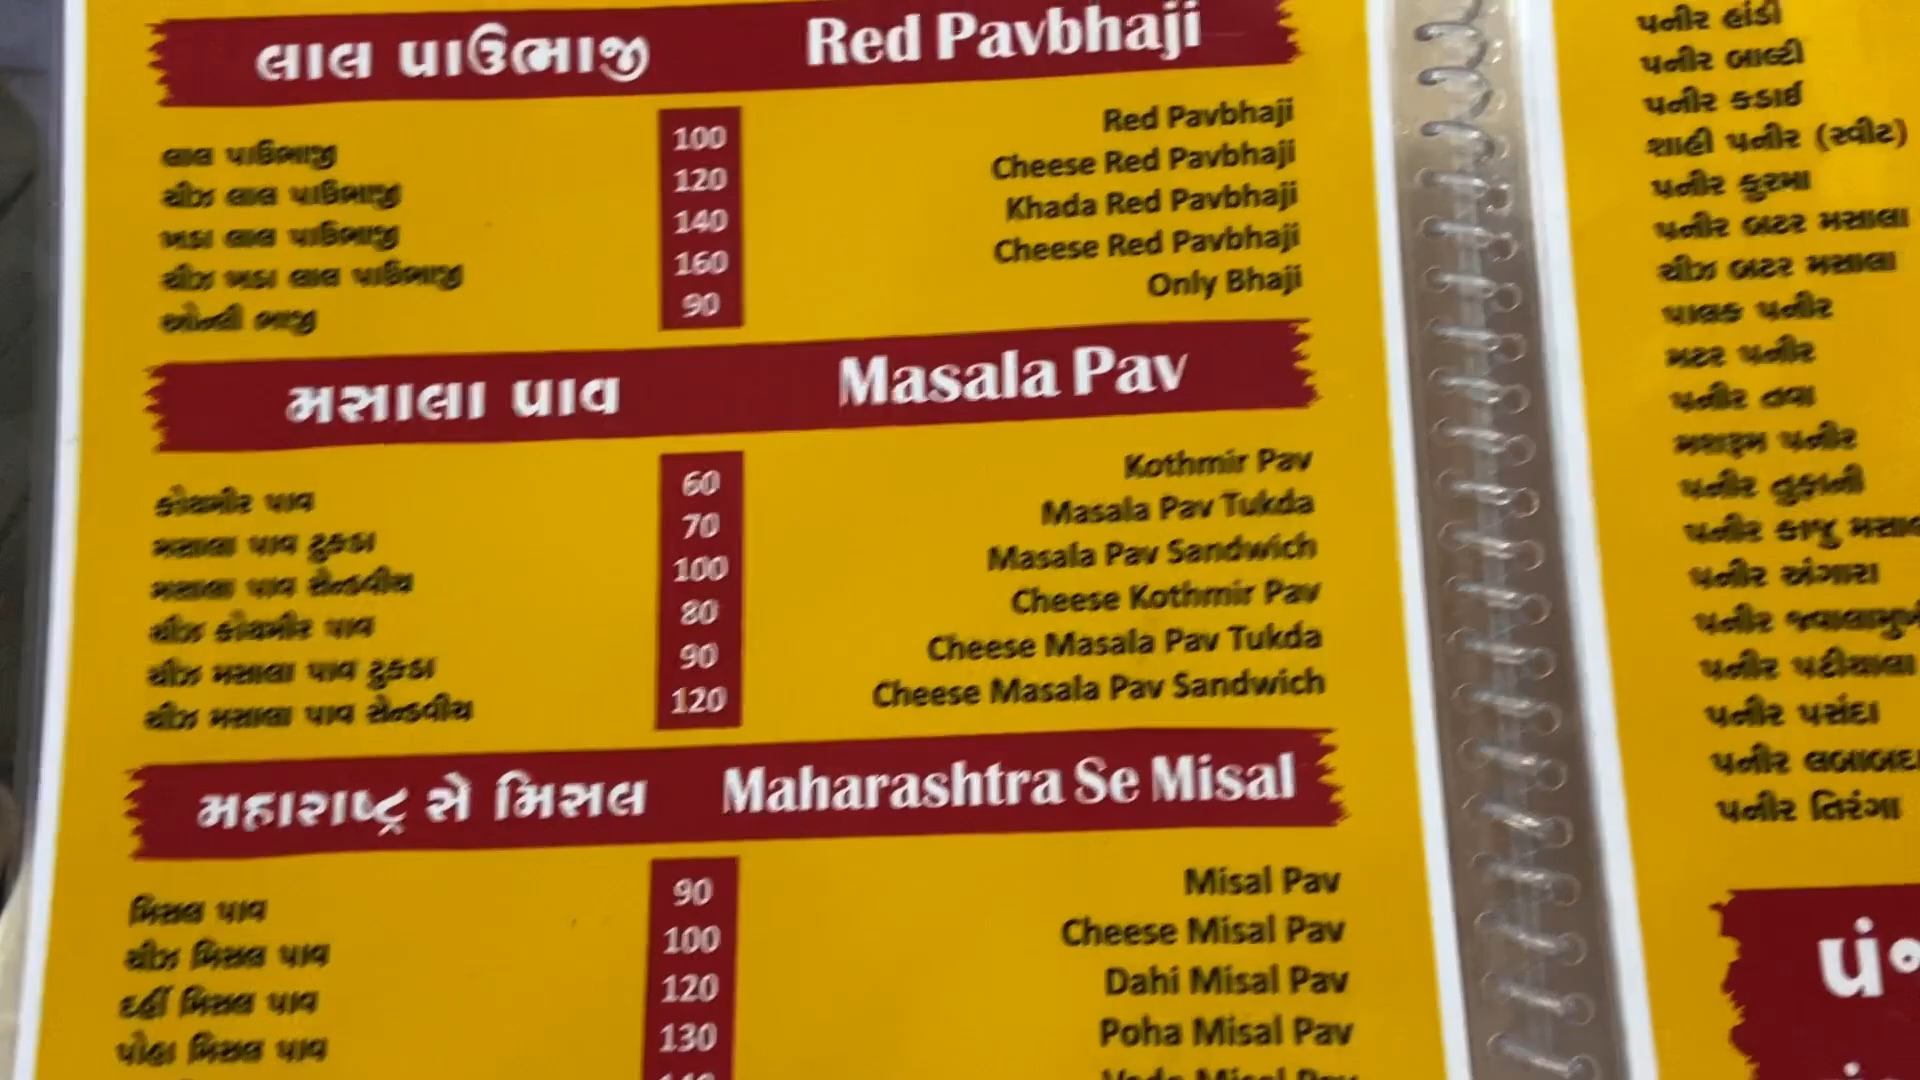 લાલ પાઉભાજી Red Pavbhaji
લાલ પાઉભાજી 100 Red Pavbhaji
ચીઝ લાલ પાઉભાજી 120 Cheese Red Pavbhaji
ખડા લાલ પાઉભાજી 140 Khada Red Pavbhaji
ચીઝ ખડા લાલ પાઉભાજી 160 Cheese Red Pavbhaji
ઓન્લી ભાજી 90 Only Bhaji
મસાલા પાવ Masala Pav
કોથમીર પાવ 60 Kothmir Pav
મસાલા પાવ ટુકડા 70 Masala Pav Tukda
મસાલા પાવ સેન્ડવીચ 100 Masala Pav Sandwich
ચીઝ કોથમીર પાવ 80 Cheese Kothmir Pav
ચીઝ મસાલા પાવ ટુકડા 90 Cheese Masala Pav Tukda
ચીઝ મસાલા પાવ સેન્ડવીચ 120 Cheese Masala Pav Sandwich
મહારાષ્ટ્ર સે મિસલ Maharashtra Se Misal
મિસલ પાવ 90 Misal Pav
ચીઝ મિસલ પાવ 100 Cheese Misal Pav
દહીં મિસલ પાવ 120 Dahi Misal Pav
પોહા મિસલ પાવ 130 Poha Misal Pav
પનીર હાંડી
પનીર બાલ્ટી
પનીર કડાઈ
શાહી પનીર (સ્વીટ)
પનીર કુરમા
પનીર બટર મસાલા
ચીઝ બટર મસાલા
પાલક પનીર
મટર પનીર
પનીર તવા
મશરૂમ પનીર
પનીર તુફાની
પનીર કાજુ
પનીર અંગારા
પનીર
પનીર પટીયાલા
પનીર પસંદા
પનીર
પનીર તિરંગા